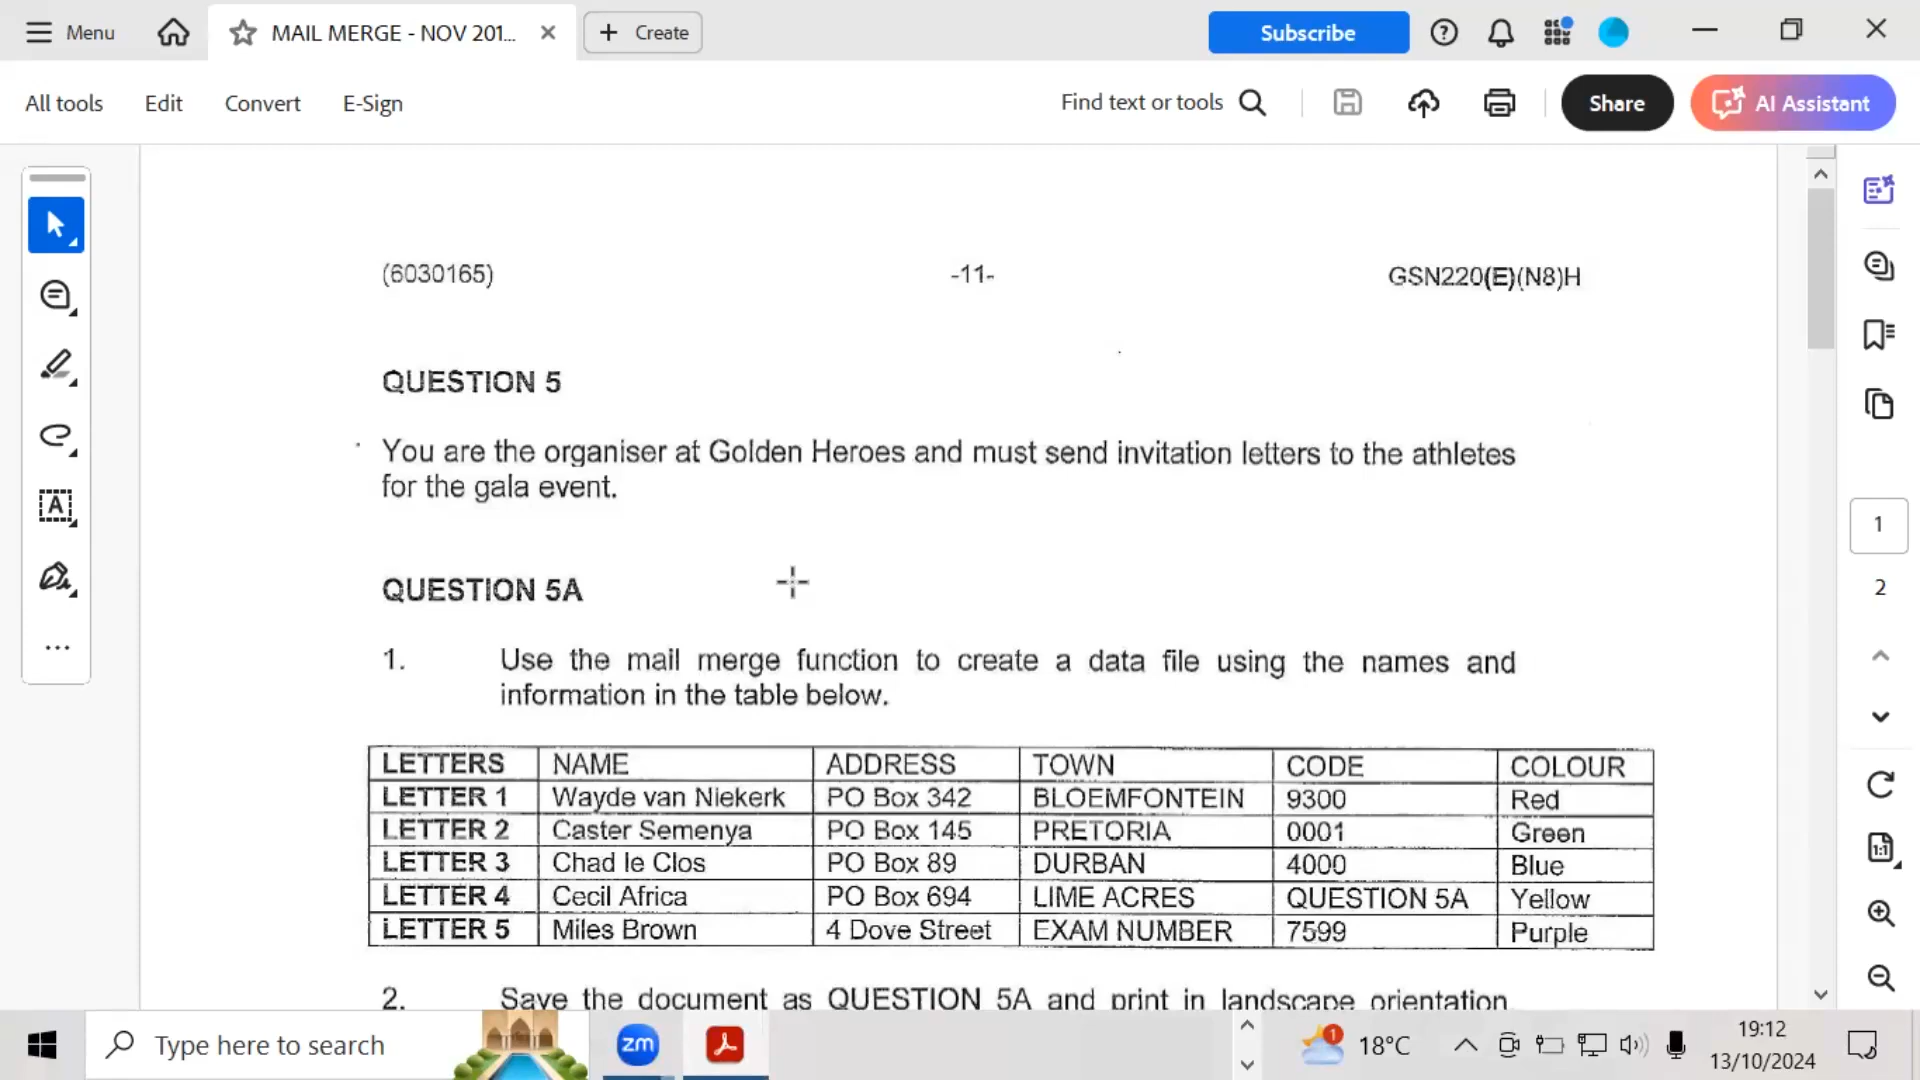 Menu
MAIL MERGE - NOV 201...
Create
Subscribe
All tools
Edit
Convert
E-Sign
Find text or tools
Share
AI Assistant
(6030165)
-11-
GSN220(E)(N8)H
QUESTION 5
You are the organiser at Golden Heroes and must send invitation letters to the athletes
for the gala event.
QUESTION 5A
1. Use the mail merge function to create a data file using the names and
information in the table below.
LETTERS NAME ADDRESS TOWN CODE COLOUR
LETTER 1 Wayde van Niekerk PO Box 342 BLOEMFONTEIN 9300 Red
LETTER 2 Caster Semenya PO Box 145 PRETORIA 0001 Green
LETTER 3 Chad le Clos PO Box 89 DURBAN 4000 Blue
LETTER 4 Cecil Africa PO Box 694 LIME ACRES QUESTION 5A Yellow
LETTER 5 Miles Brown 4 Dove Street EXAM NUMBER 7599 Purple
2. Save the document as QUESTION 5A and print in landscape orientation.
1
2
A
1:1
Type here to search
zm
1
18°C
19:12
13/10/2024